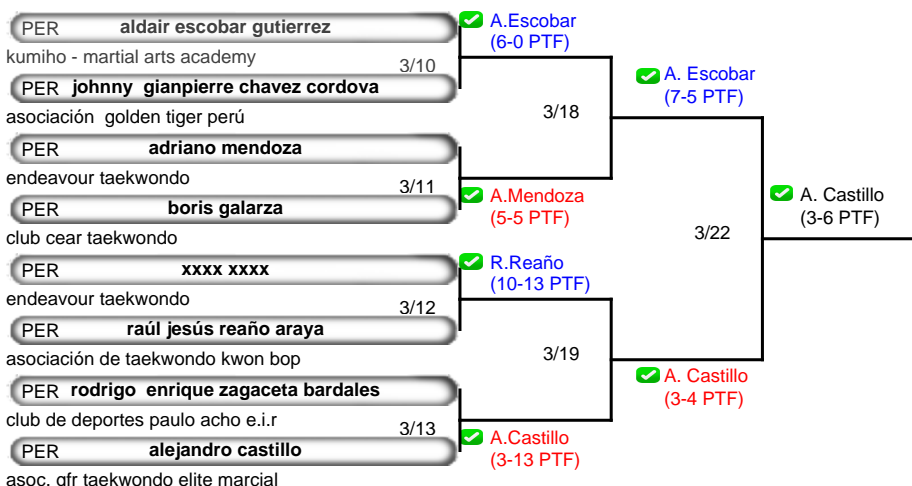 PER aldair escobar gutierrez
kumiho - martial arts academy
3/10
PER johnny gianpierre chavez cordova
asociación golden tiger perú
PER adriano mendoza
endeavour taekwondo
3/11
PER boris galarza
club cear taekwondo
PER xxxx xxxx
endeavour taekwondo
3/12
PER raúl jesús reaño araya
asociación de taekwondo kwon bop
PER rodrigo enrique zagaceta bardales
club de deportes paulo acho e.i.r
3/13
PER alejandro castillo
asoc. gfr taekwondo elite marcial
A.Escobar
(6-0 PTF)
3/18
A.Mendoza
(5-5 PTF)
R.Reaño
(10-13 PTF)
3/19
A.Castillo
(3-13 PTF)
A. Escobar
(7-5 PTF)
3/22
A. Castillo
(3-4 PTF)
A. Castillo
(3-6 PTF)